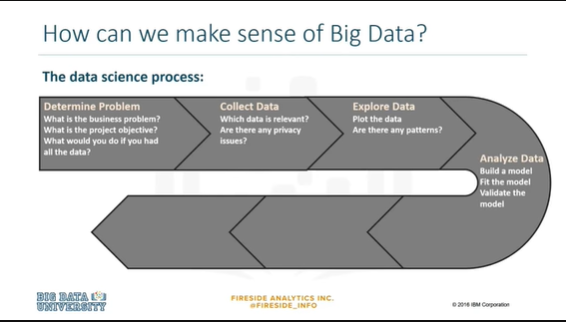 How can we make sense of Big Data?
The data science process:
Determine Problem
What is the business problem?
What is the project objective?
What would you do if you had
all the data?
Collect Data
Which data is relevant?
Are there any privacy
issues?
Explore Data
Plot the data
Are there any patterns?
Analyze Data
Build a model
Fit the model
Validate the
model
BIG DATA
UNIVERSITY
FIRESIDE ANALYTICS INC.
@FIRESIDE_INFO
© 2016 IBM Corporation